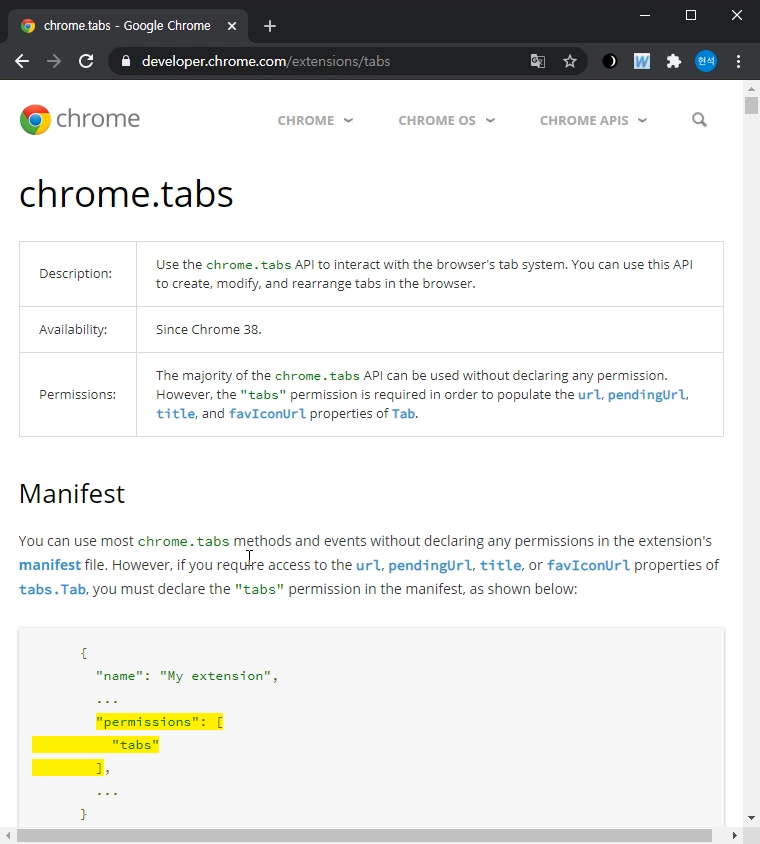 chrome.tabs - Google Chrome
developer.chrome.com/extensions/tabs
W
현석
chrome
CHROME
CHROME OS
CHROME APIS
chrome.tabs
Description:
Use the chrome.tabs API to interact with the browser's tab system. You can use this API
to create, modify, and rearrange tabs in the browser.
Availability:
Since Chrome 38.
Permissions:
The majority of the chrome.tabs API can be used without declaring any permission.
However, the "tabs" permission is required in order to populate the url, pendingUrl,
title, and favIconUrl properties of Tab.
Manifest
You can use most chrome.tabs methods and events without declaring any permissions in the extension's
manifest file. However, if you require access to the url, pendingUrl, title, or favIconUrl properties of
tabs.Tab, you must declare the "tabs" permission in the manifest, as shown below:
{
"name": "My extension",
...
"permissions": [
"tabs"
],
...
}